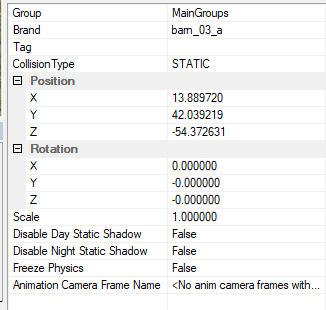 Group MainGroups
Brand bam_03_a
Tag
CollisionType STATIC
Position
X 13.889720
Y 42.039219
Z -54.372631
Rotation
X 0.000000
Y -0.000000
Z -0.000000
Scale 1.000000
Disable Day Static Shadow False
Disable Night Static Shadow False
Freeze Physics False
Animation Camera Frame Name <No anim camera frames with...